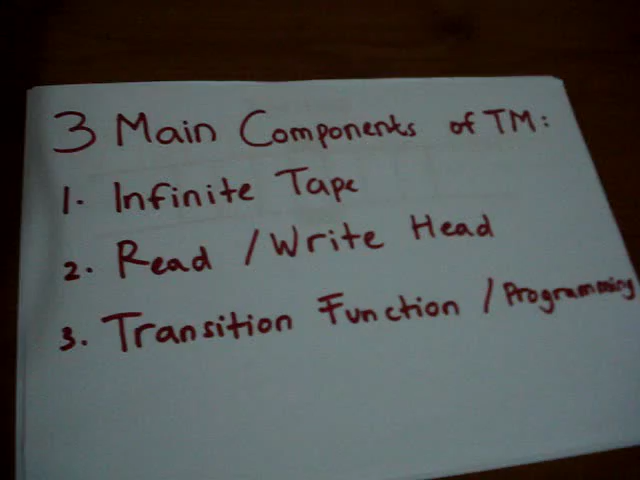 3 Main Components of TM:
1. Infinite Tape
2. Read / Write Head
3. Transition Function / Programming